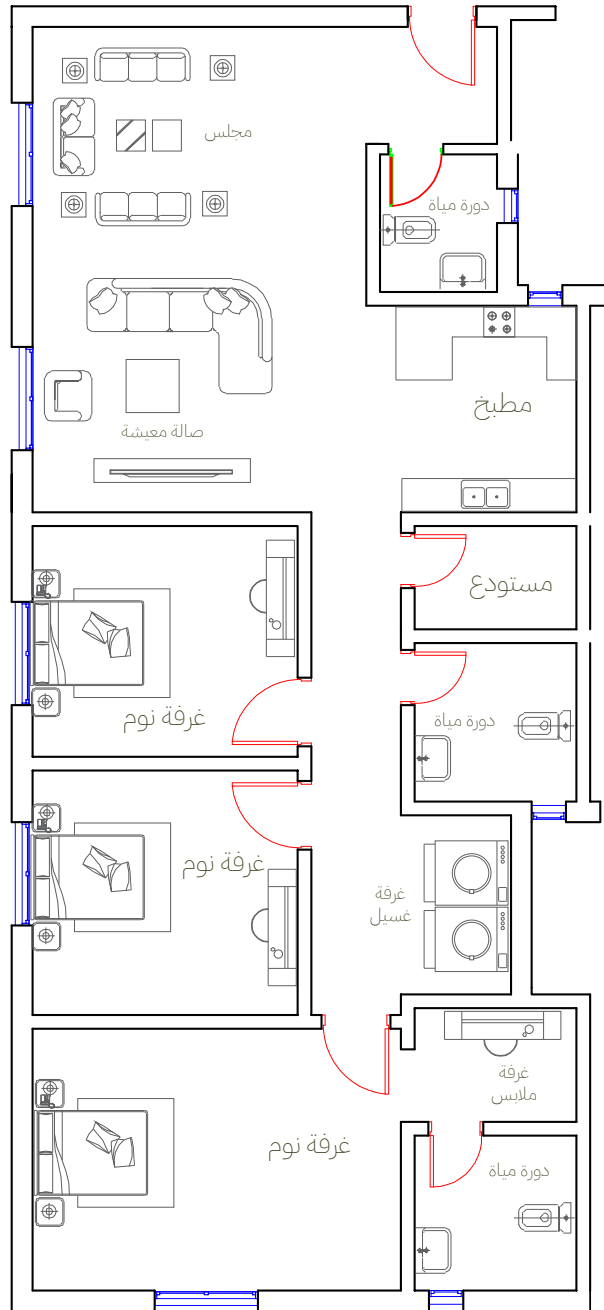 مجلس
دورة مياة
مطبخ
صالة معيشة
مستودع
غرفة نوم
دورة مياة
غرفة نوم
غرفة
غسيل
غرفة
ملابس
غرفة نوم
دورة مياة